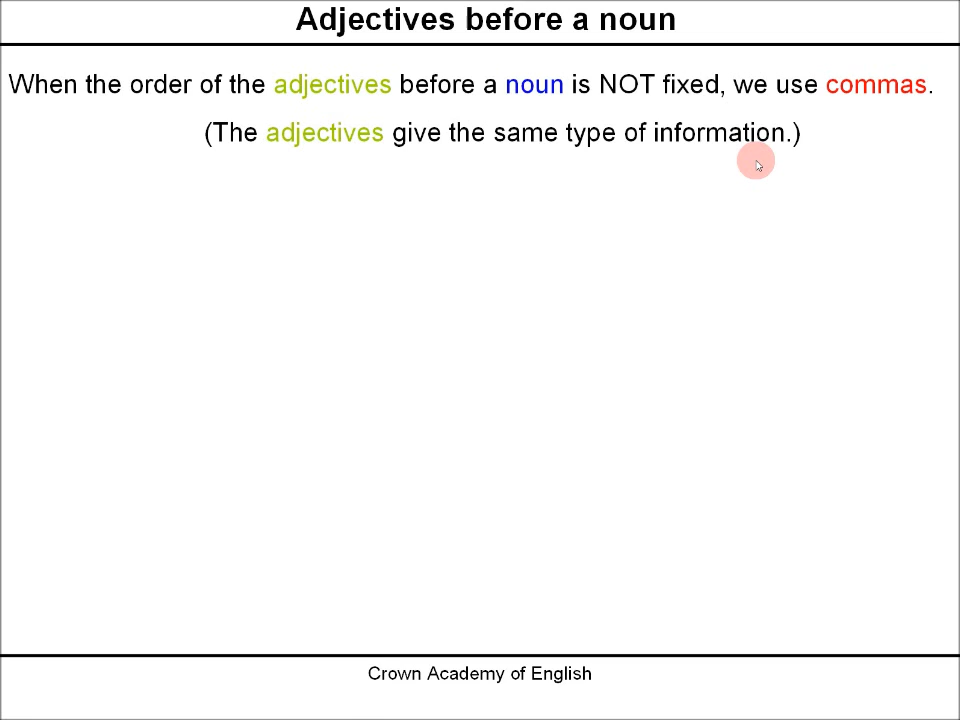 Adjectives before a noun
When the order of the adjectives before a noun is NOT fixed, we use commas.
(The adjectives give the same type of information.)
Crown Academy of English